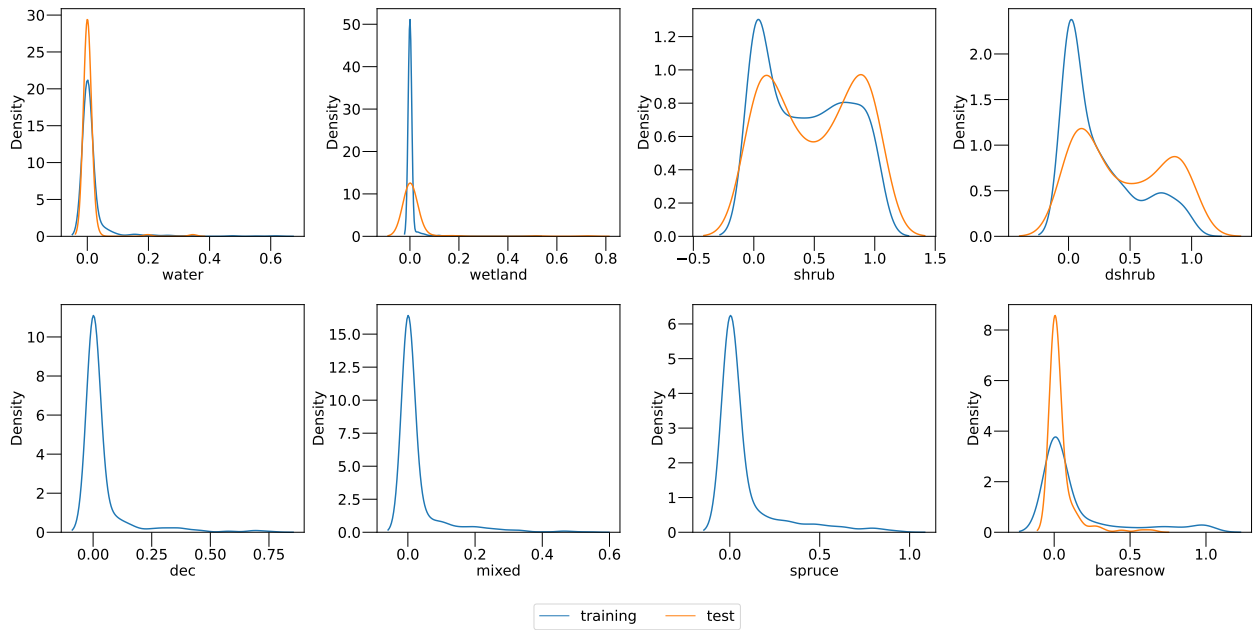 30
25
20
15
10
5
0
Density
0.0 0.2 0.4 0.6
water
50
40
30
20
10
0
Density
0.0 0.2 0.4 0.6 0.8
wetland
1.2
1.0
0.8
0.6
0.4
0.2
0.0
Density
−0.5 0.0 0.5 1.0 1.5
shrub
2.0
1.5
1.0
0.5
0.0
Density
0.0 0.5 1.0
dshrub
10
8
6
4
2
0
Density
0.00 0.25 0.50 0.75
dec
15.0
12.5
10.0
7.5
5.0
2.5
0.0
Density
0.0 0.2 0.4 0.6
mixed
6
5
4
3
2
1
0
Density
0.0 0.5 1.0
spruce
8
6
4
2
0
Density
0.0 0.5 1.0
baresnow
training test